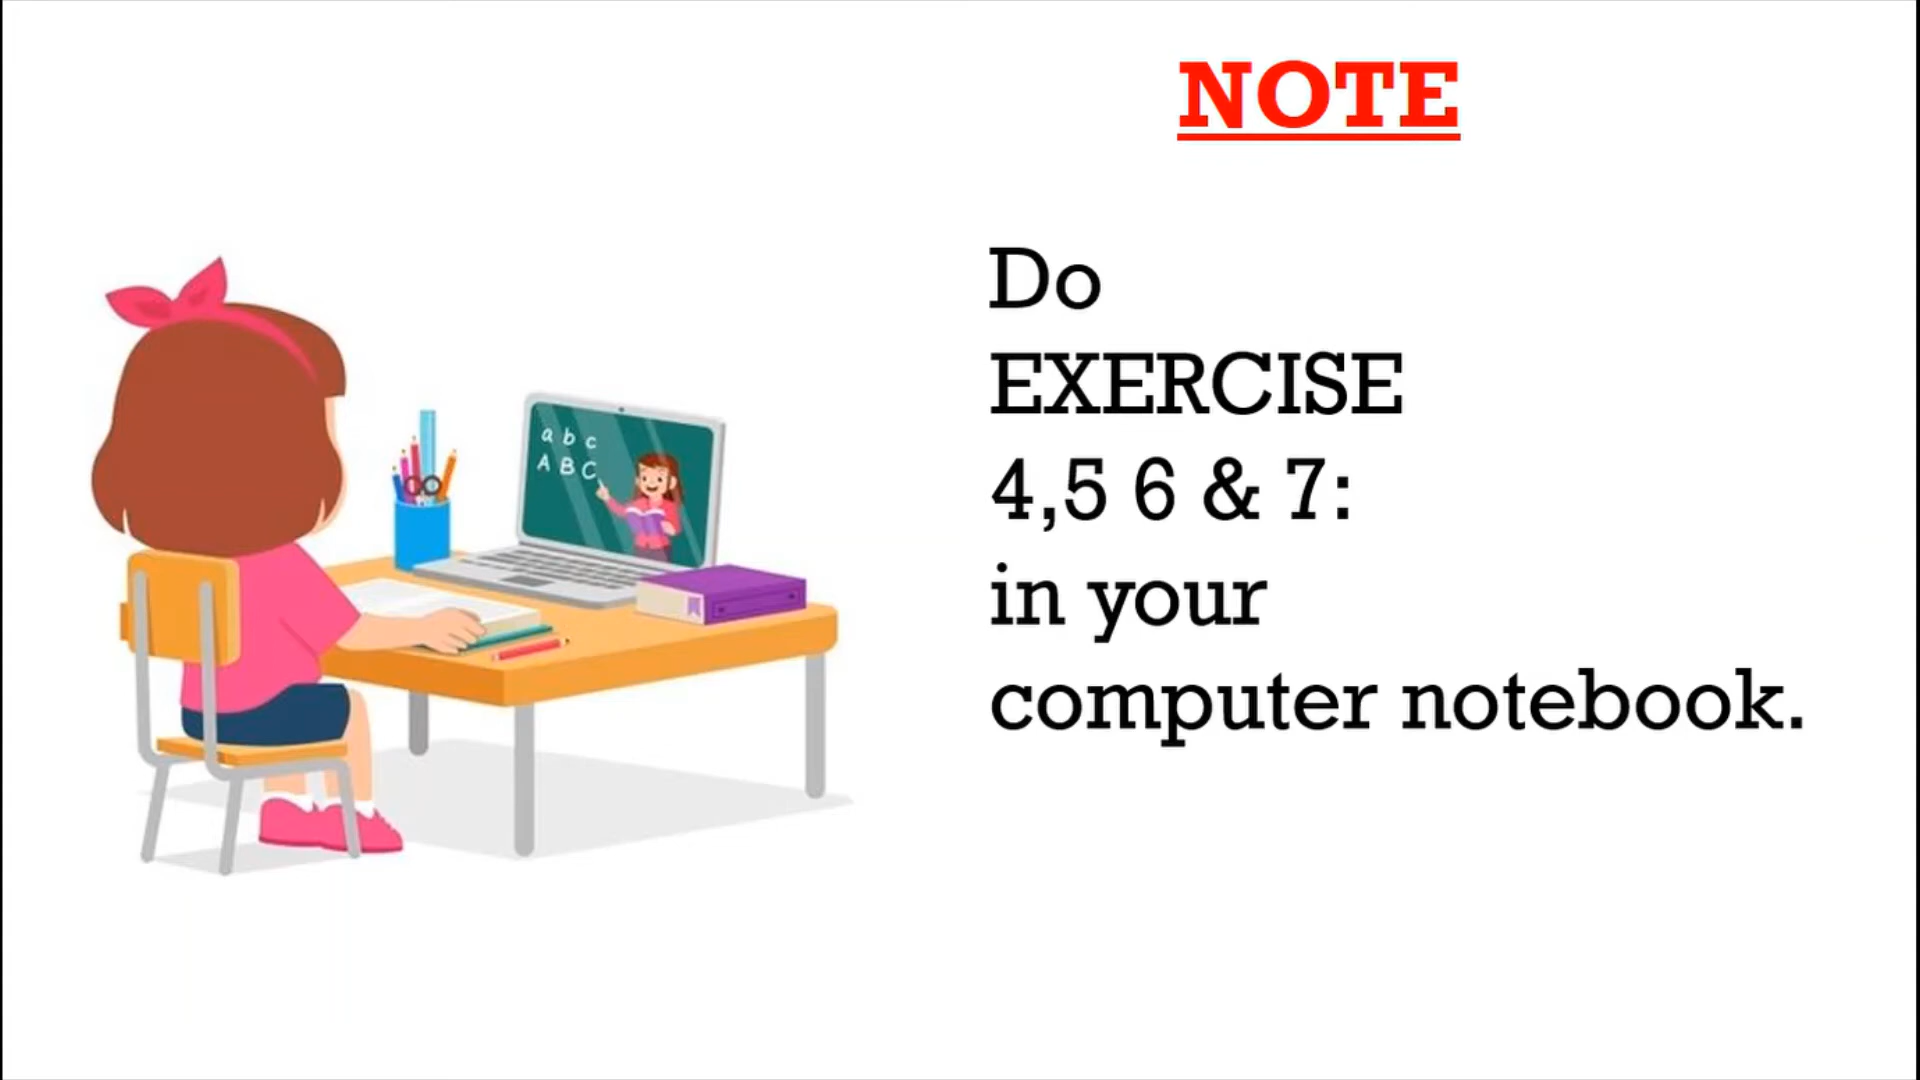 NOTE
Do
EXERCISE
4,5 6 & 7:
in your
computer notebook.
a b c
A B C